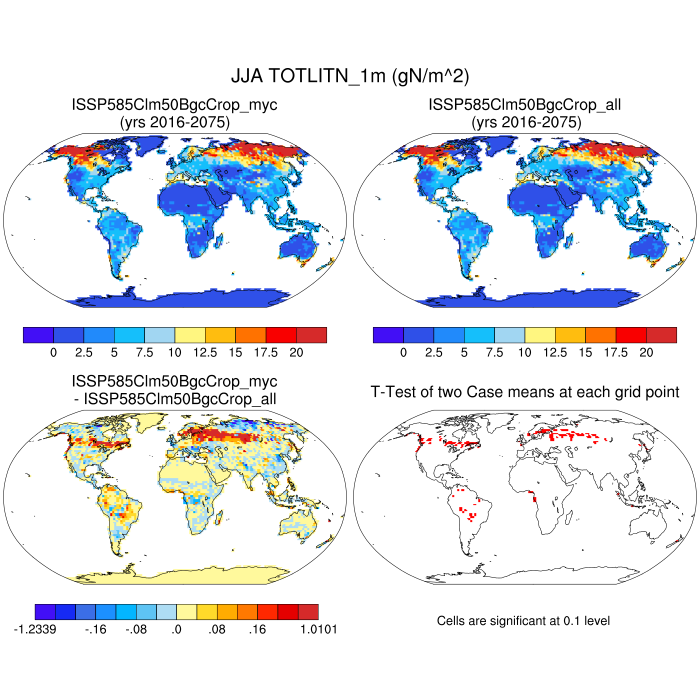 JJA TOTLITN_1m (gN/m^2)
ISSP585Clm50BgcCrop_myc
(yrs 2016-2075)
ISSP585Clm50BgcCrop_all
(yrs 2016-2075)
0 2.5 5 7.5 10 12.5 15 17.5 20
0 2.5 5 7.5 10 12.5 15 17.5 20
ISSP585Clm50BgcCrop_myc
- ISSP585Clm50BgcCrop_all
T-Test of two Case means at each grid point
-1.2339 -.16 -.08 .0 .08 .16 1.0101
Cells are significant at 0.1 level